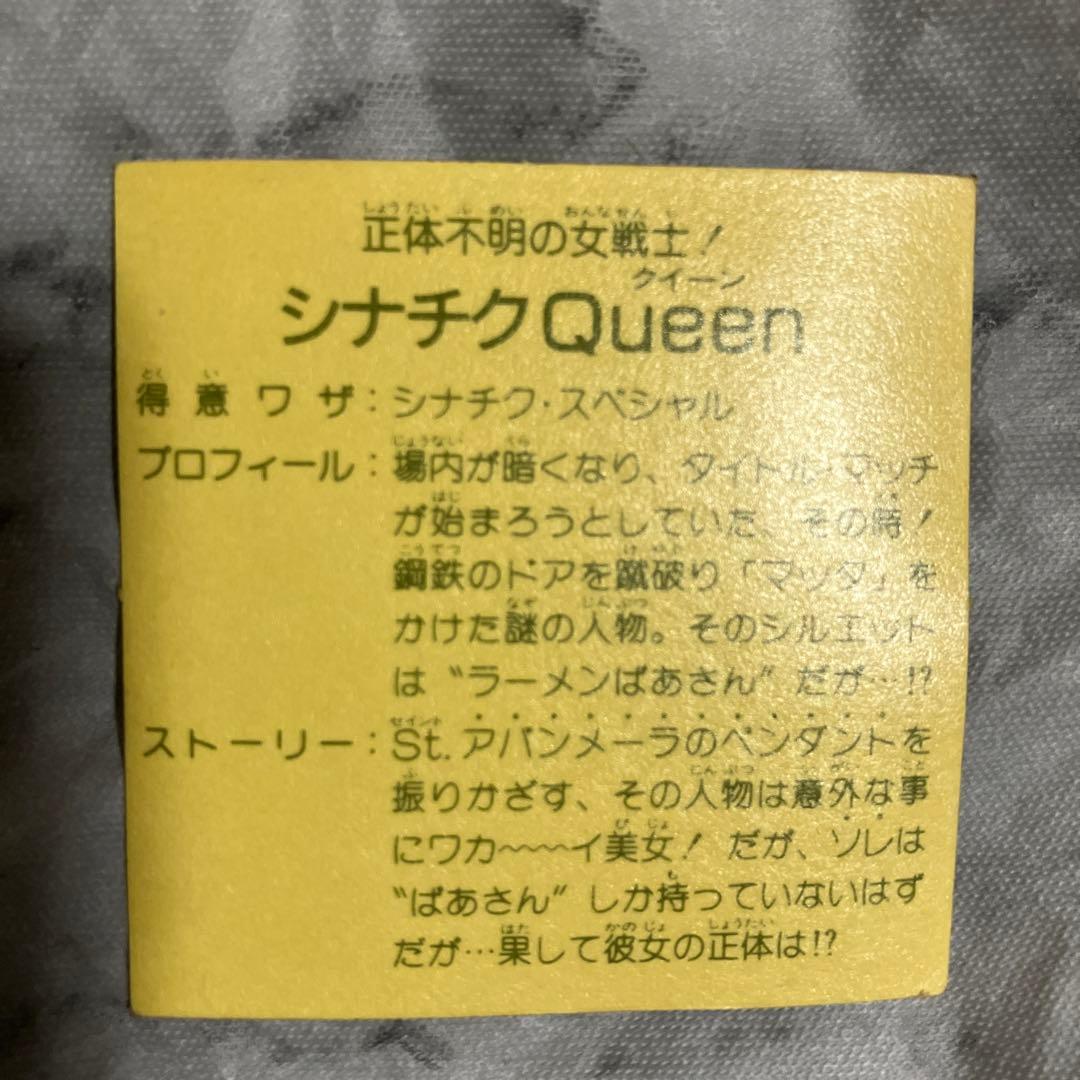 正体不明の女戦士！
シナチクQueen
得意ワザ：シナチク・スペシャル
プロフィール：場内が暗くなり、タイトル・マッチ
が始まろうとしていた、その時！
鋼鉄のドアを蹴破り「マッタ」を
かけた謎の人物。そのシルエット
は“ラーメンばあさん”だが…!?
ストーリー：St.アバンメーラのペンダントを
振りかざす、その人物は意外な事
にワカ〜〜〜イ美女！だが、ソレは
“ばあさん”しか持っていないはず
だが…果して彼女の正体は!?